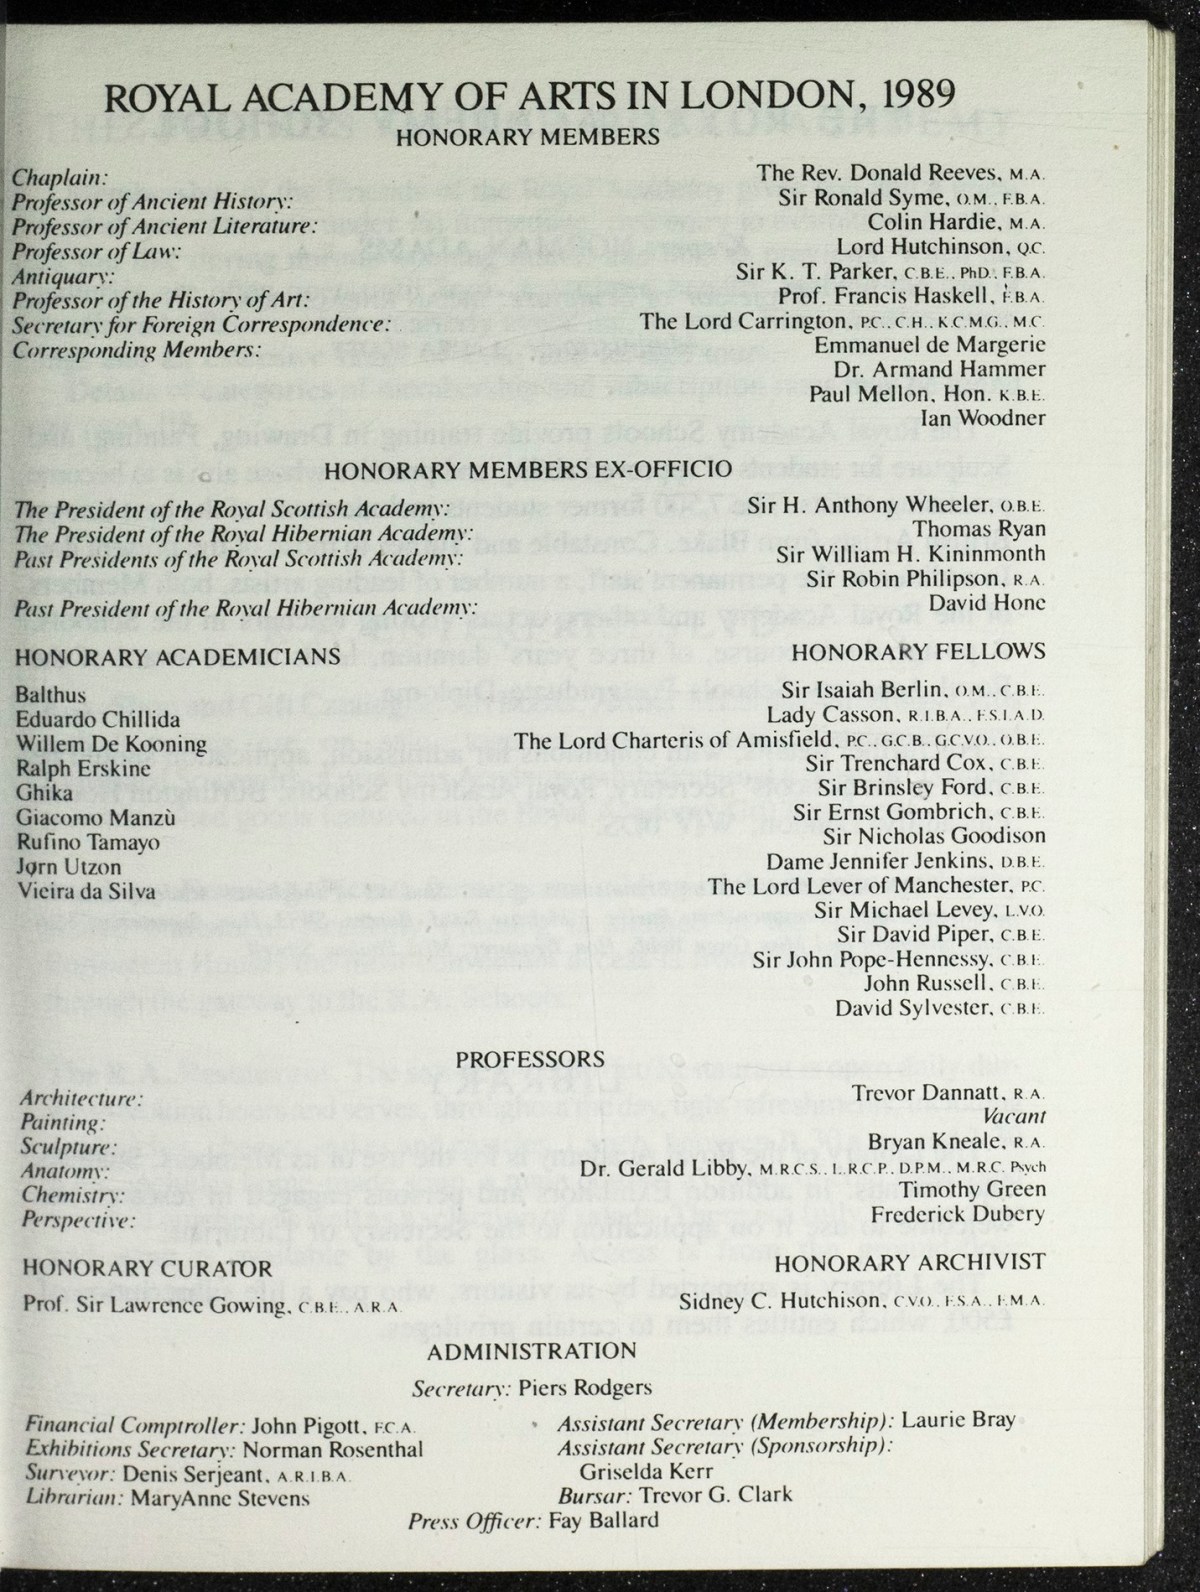 ROYAL ACADEMY OF ARTS IN LONDON, 1989
HONORARY MEMBERS
Chaplain: The Rev. Donald Reeves, M.A.
Professor of Ancient History: Sir Ronald Syme, O.M., F.B.A.
Professor of Ancient Literature: Colin Hardie, M.A.
Professor of Law: Lord Hutchinson, Q.C.
Antiquary: Sir K. T. Parker, C.B.E., PhD., F.B.A.
Professor of the History of Art: Prof. Francis Haskell, F.B.A.
Secretary for Foreign Correspondence: The Lord Carrington, P.C., C.H., K.C.M.G., M.C.
Corresponding Members: Emmanuel de Margerie
Dr. Armand Hammer
Paul Mellon, Hon. K.B.E.
Ian Woodner
HONORARY MEMBERS EX-OFFICIO
The President of the Royal Scottish Academy: Sir H. Anthony Wheeler, O.B.E.
The President of the Royal Hibernian Academy: Thomas Ryan
Past Presidents of the Royal Scottish Academy: Sir William H. Kininmonth
Sir Robin Philipson, R.A.
Past President of the Royal Hibernian Academy: David Hone
HONORARY ACADEMICIANS
Balthus
Eduardo Chillida
Willem De Kooning
Ralph Erskine
Ghika
Giacomo Manzù
Rufino Tamayo
Jørn Utzon
Vieira da Silva
HONORARY FELLOWS
Sir Isaiah Berlin, O.M., C.B.E.
Lady Casson, R.I.B.A., F.S.I.A.D.
The Lord Charteris of Amisfield, P.C., G.C.B., G.C.V.O., O.B.E.
Sir Trenchard Cox, C.B.E.
Sir Brinsley Ford, C.B.E.
Sir Ernst Gombrich, C.B.E.
Sir Nicholas Goodison
Dame Jennifer Jenkins, D.B.E.
The Lord Lever of Manchester, P.C.
Sir Michael Levey, L.V.O.
Sir David Piper, C.B.E.
Sir John Pope-Hennessy, C.B.E.
John Russell, C.B.E.
David Sylvester, C.B.E.
PROFESSORS
Architecture: Trevor Dannatt, R.A.
Painting: Vacant
Sculpture: Bryan Kneale, R.A.
Anatomy: Dr. Gerald Libby, M.R.C.S., L.R.C.P., D.P.M., M.R.C. Psych
Chemistry: Timothy Green
Perspective: Frederick Dubery
HONORARY CURATOR
Prof. Sir Lawrence Gowing, C.B.E., A.R.A.
HONORARY ARCHIVIST
Sidney C. Hutchison, C.V.O., F.S.A., F.M.A.
ADMINISTRATION
Secretary: Piers Rodgers
Financial Comptroller: John Pigott, F.C.A.
Exhibitions Secretary: Norman Rosenthal
Surveyor: Denis Serjeant, A.R.I.B.A.
Librarian: MaryAnne Stevens
Assistant Secretary (Membership): Laurie Bray
Assistant Secretary (Sponsorship):
Griselda Kerr
Bursar: Trevor G. Clark
Press Officer: Fay Ballard